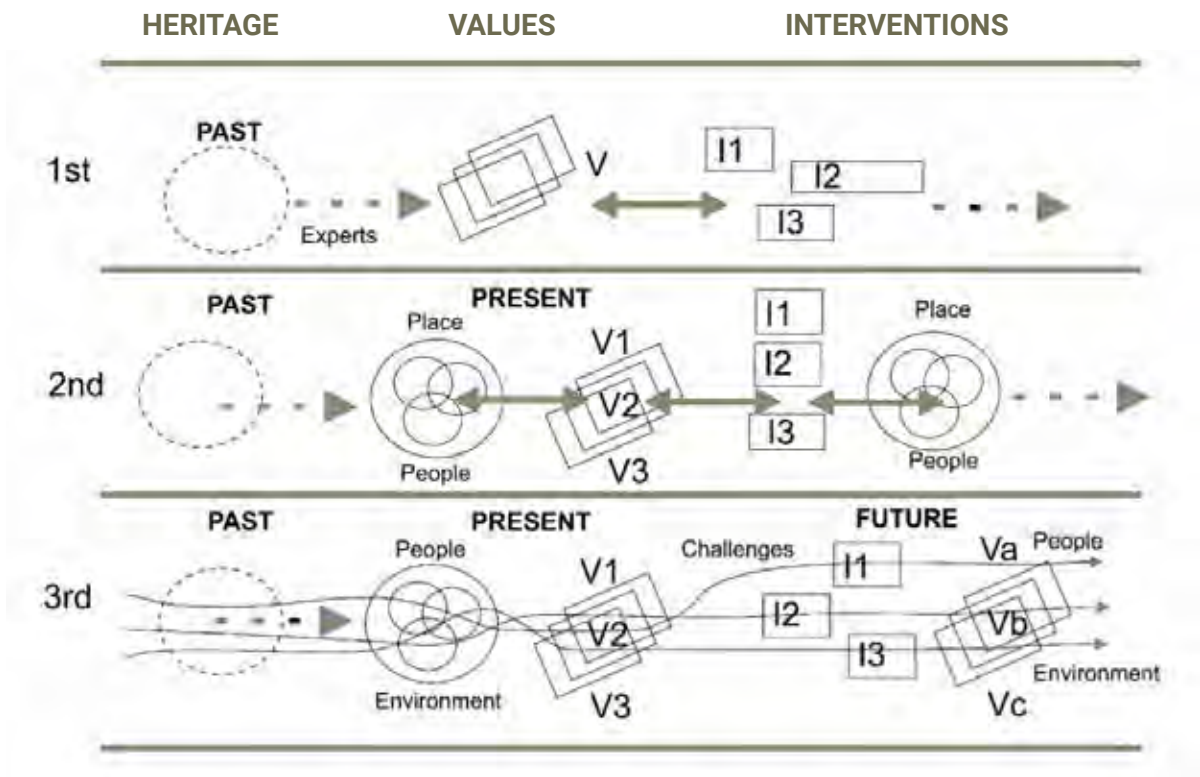 HERITAGE VALUES INTERVENTIONS
1st
PAST
Experts
V
I1
I2
I3
2nd
PAST
PRESENT
Place
People
V1
V2
V3
I1
I2
I3
Place
People
3rd
PAST
PRESENT
FUTURE
People
Environment
V1
V2
V3
Challenges
I1
I2
I3
Va
People
Vb
Environment
Vc